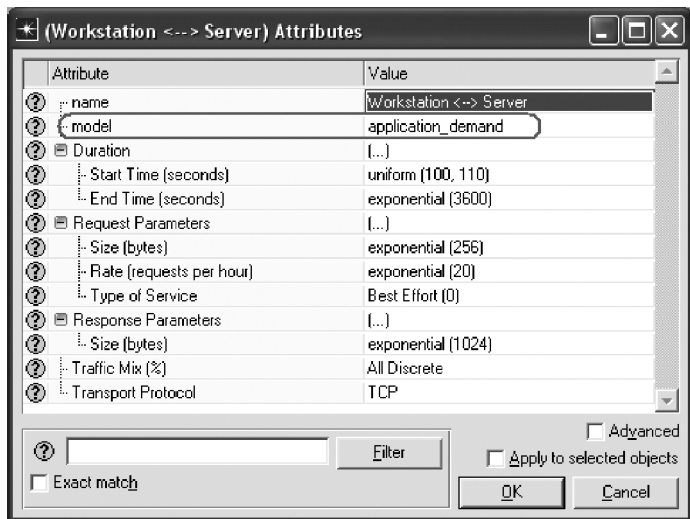 (Workstation <--> Server) Attributes
Attribute Value
name Workstation <--> Server
model application_demand
Duration (...)
Start Time (seconds) uniform (100, 110)
End Time (seconds) exponential (3600)
Request Parameters (...)
Size (bytes) exponential (256)
Rate (requests per hour) exponential (20)
Type of Service Best Effort (0)
Response Parameters (...)
Size (bytes) exponential (1024)
Traffic Mix (%) All Discrete
Transport Protocol TCP
Advanced
Filter
Apply to selected objects
Exact match
OK Cancel